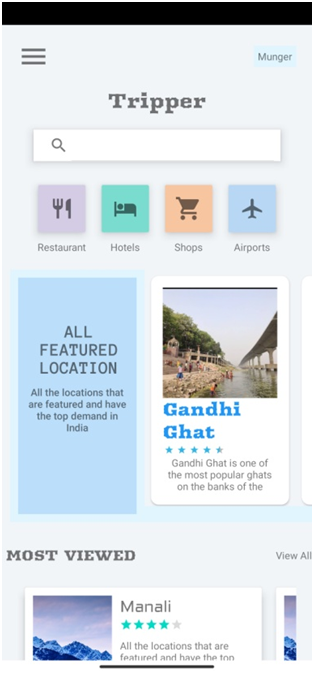 Munger
Tripper
Restaurant
Hotels
Shops
Airports
ALL
FEATURED
LOCATION
All the locations that
are featured and have
the top demand in
India
Gandhi
Ghat
Gandhi Ghat is one of
the most popular ghats
on the banks of the
MOST VIEWED
View All
Manali
All the locations that are
featured and have the top